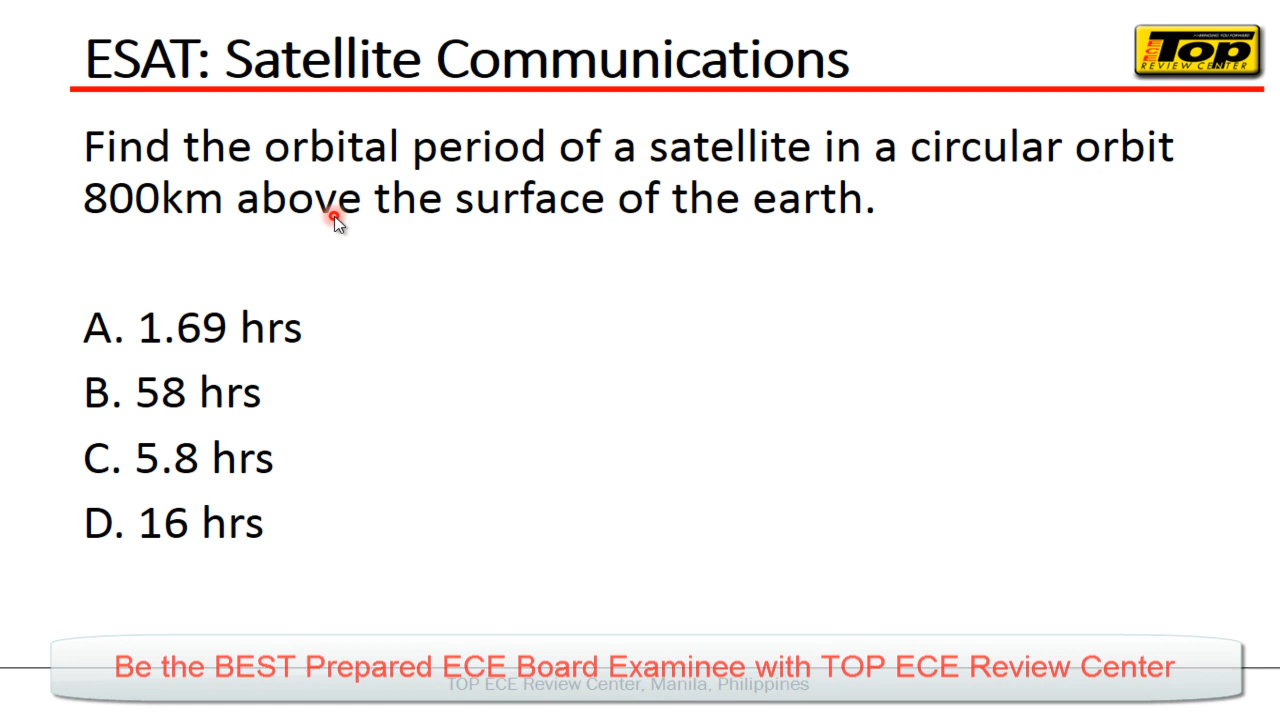 ESAT: Satellite Communications
ECE Top
REVIEW CENTER
Find the orbital period of a satellite in a circular orbit
800km above the surface of the earth.
A. 1.69 hrs
B. 58 hrs
C. 5.8 hrs
D. 16 hrs
Be the BEST Prepared ECE Board Examinee with TOP ECE Review Center
TOP ECE Review Center, Manila, Philippines